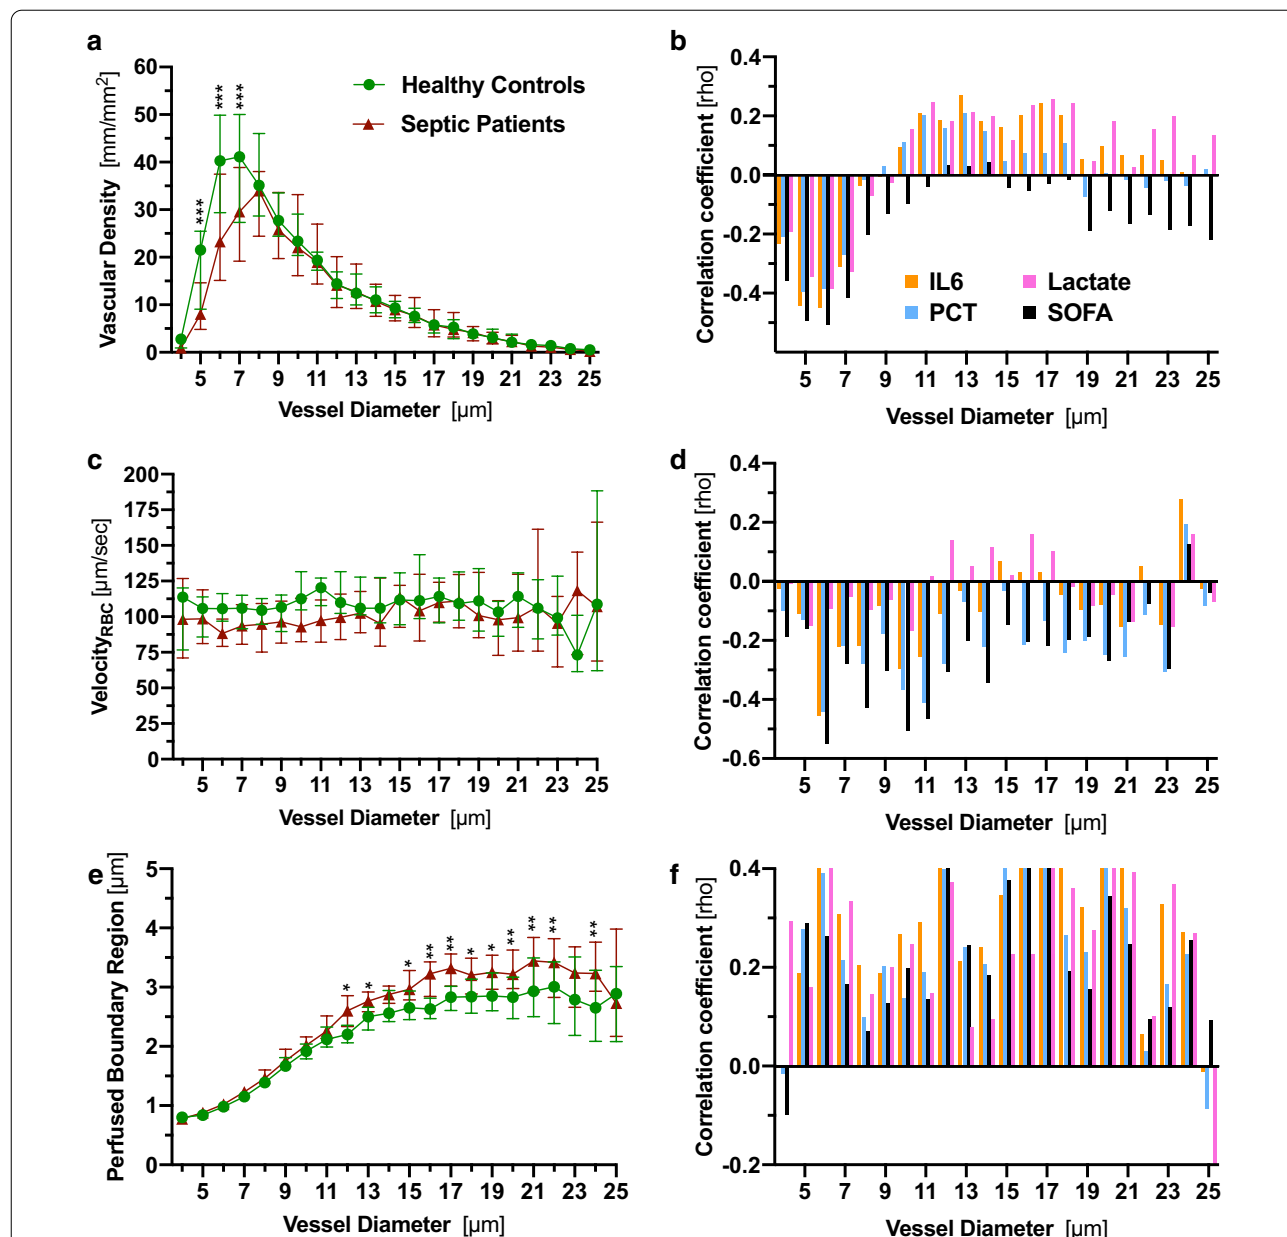 a
60
50
40
30
20
10
0
Vascular Density [mm/mm²]
***
***
***
Healthy Controls
Septic Patients
5 7 9 11 13 15 17 19 21 23 25
Vessel Diameter [µm]
b
0.4
0.2
0.0
-0.2
-0.4
Correlation coefficient [rho]
IL6
Lactate
PCT
SOFA
5 7 9 11 13 15 17 19 21 23 25
Vessel Diameter [µm]
c
200
175
150
125
100
75
50
25
0
Velocity RBC [µm/sec]
5 7 9 11 13 15 17 19 21 23 25
Vessel Diameter [µm]
d
0.4
0.2
0.0
-0.2
-0.4
-0.6
Correlation coefficient [rho]
5 7 9 11 13 15 17 19 21 23 25
Vessel Diameter [µm]
e
5
4
3
2
1
0
Perfused Boundary Region [µm]
*
*
*
**
**
*
*
**
**
**
**
5 7 9 11 13 15 17 19 21 23 25
Vessel Diameter [µm]
f
0.4
0.2
0.0
-0.2
Correlation coefficient [rho]
5 7 9 11 13 15 17 19 21 23 25
Vessel Diameter [µm]